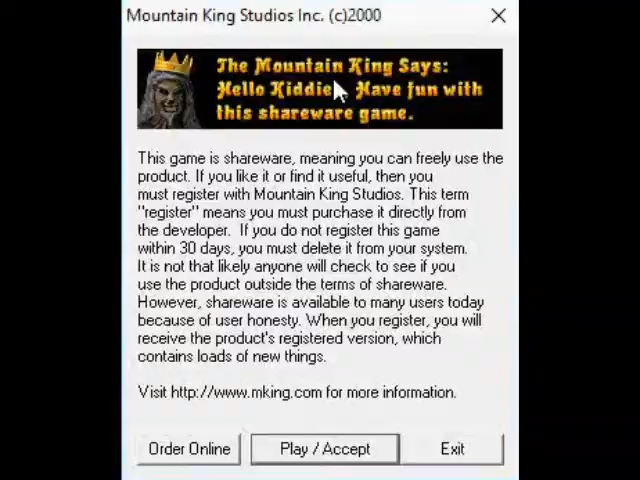 Mountain King Studios Inc. (c)2000
The Mountain King Says:
Hello Kiddie Have fun with
this shareware game.
This game is shareware, meaning you can freely use the
product. If you like it or find it useful, then you
must register with Mountain King Studios. This term
"register" means you must purchase it directly from
the developer.  If you do not register this game
within 30 days, you must delete it from your system.
It is not that likely anyone will check to see if you
use the product outside the terms of shareware.
However, shareware is available to many users today
because of user honesty. When you register, you will
receive the product's registered version, which
contains loads of new things.
Visit http://www.mking.com for more information.
Order Online
Play / Accept
Exit